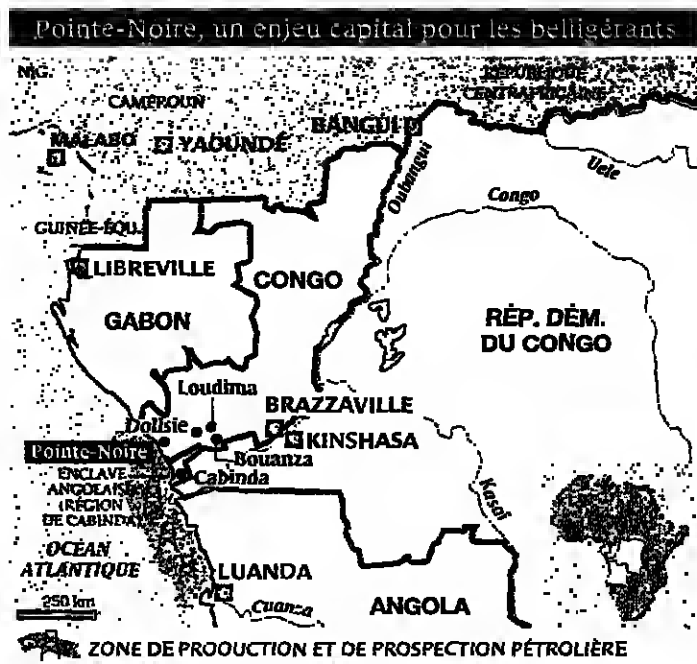 Pointe-Noire, un enjeu capital pour les belligérants
NIG.
RÉPUBLIQUE
CENTRAFRICAINE
CAMEROUN
BANGUI
MALABO
YAOUNDÉ
Oubangui
Uele
Congo
GUINÉE-ÉQU.
LIBREVILLE
CONGO
GABON
RÉP. DÉM.
DU CONGO
Loudima
BRAZZAVILLE
Dolisie
KINSHASA
Pointe-Noire
Bouanza
ENCLAVE
ANGOLAISE
(RÉGION
DE CABINDA)
Cabinda
Kasaï
OCÉAN
ATLANTIQUE
LUANDA
250 km
Cuanza
ANGOLA
ZONE DE PRODUCTION ET DE PROSPECTION PÉTROLIÈRE